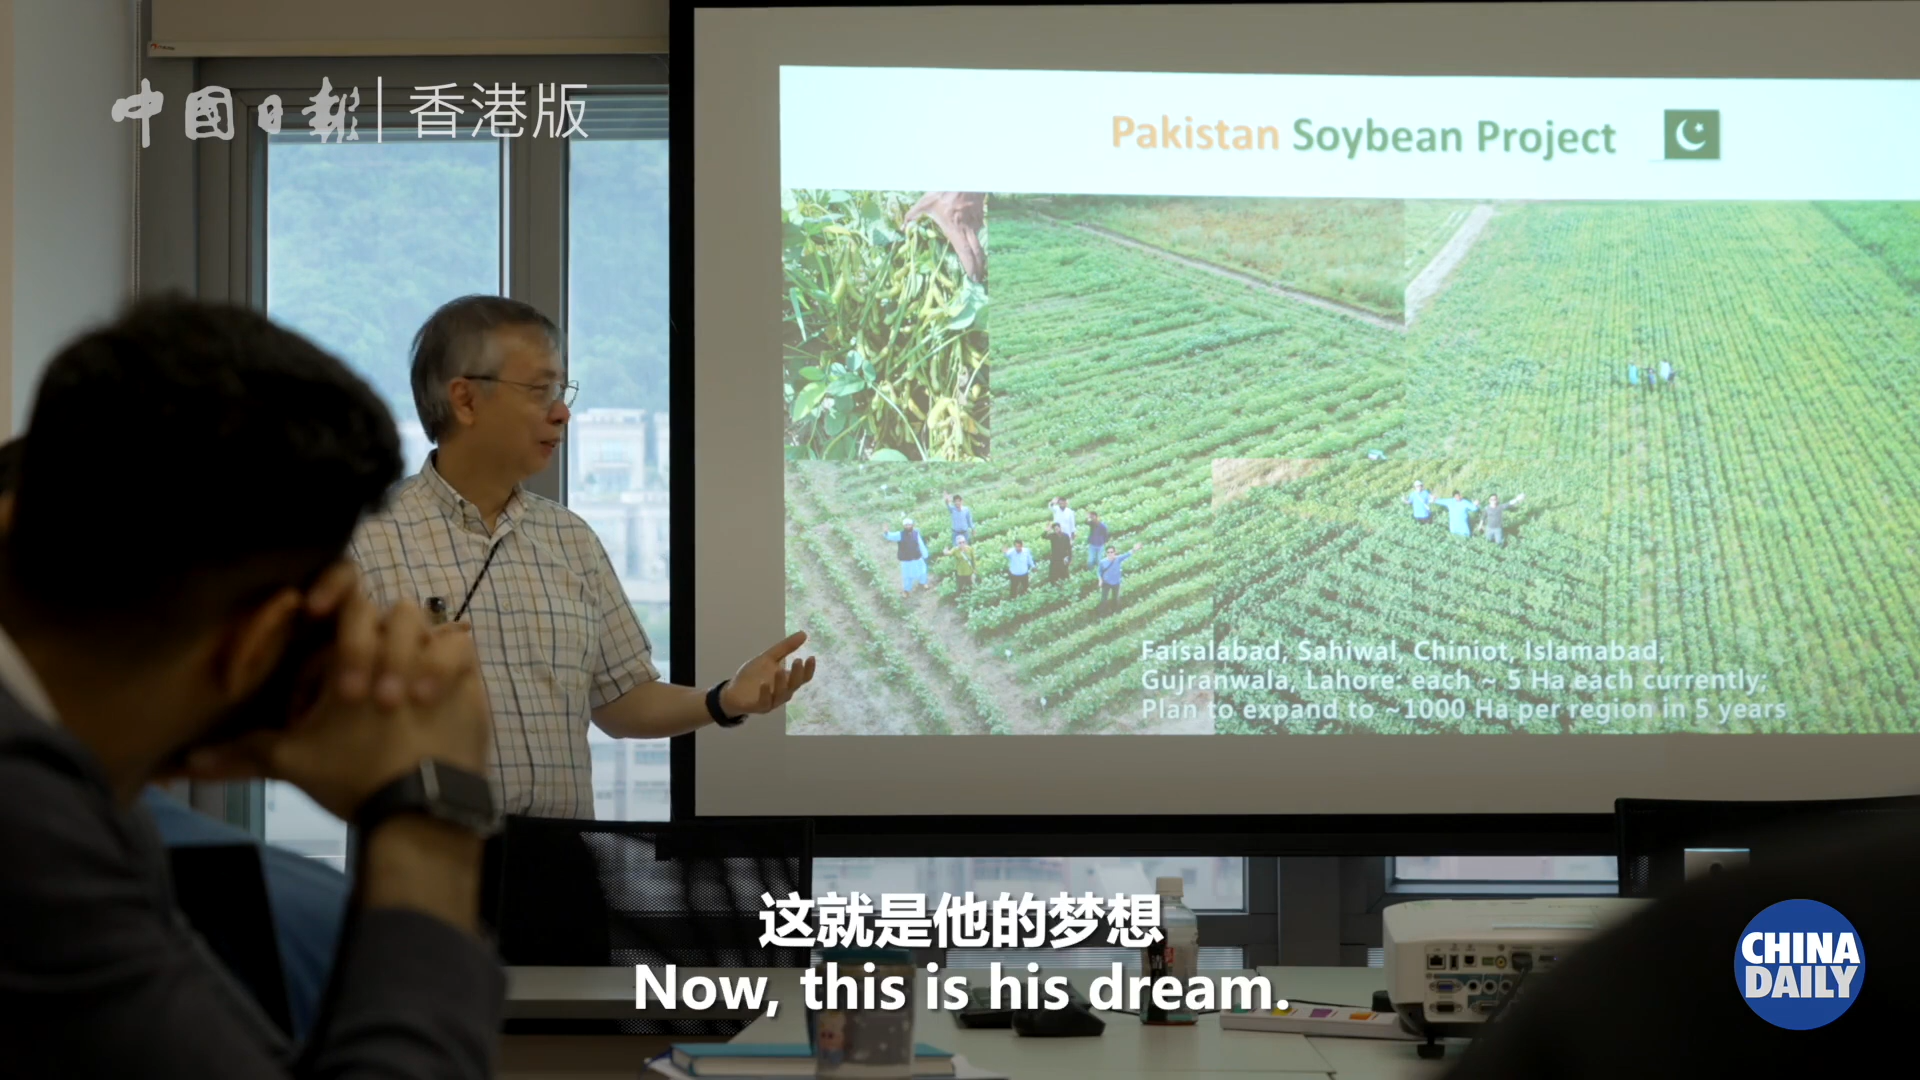 中國日報 | 香港版
Pakistan Soybean Project
Faisalabad, Sahiwal, Chiniot, Islamabad,
Gujranwala, Lahore: each ~ 5 Ha each currently;
Plan to expand to ~1000 Ha per region in 5 years
这就是他的梦想
Now, this is his dream.
CHINA
DAILY